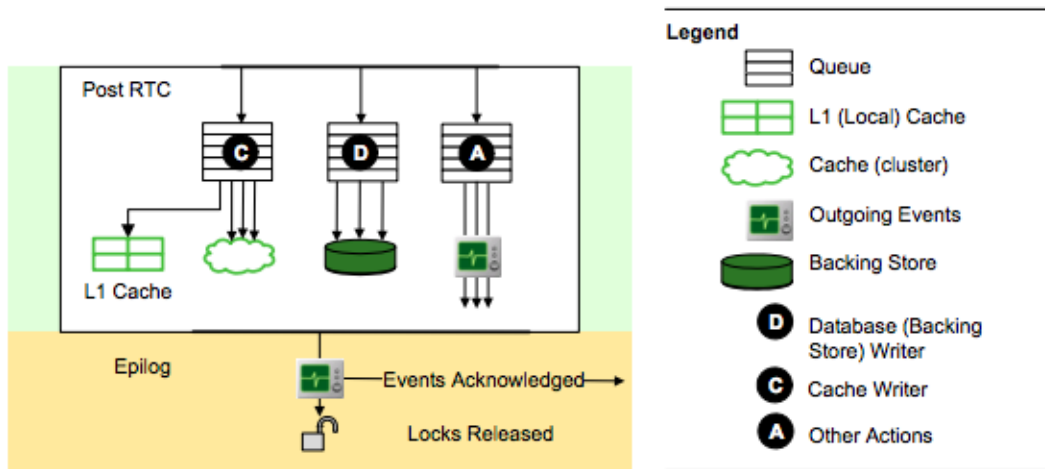 Post RTC
C
D
A
L1 Cache
Epilog
Events Acknowledged
Locks Released
Legend
Queue
L1 (Local) Cache
Cache (cluster)
Outgoing Events
Backing Store
D
Database (Backing
Store) Writer
C
Cache Writer
A
Other Actions